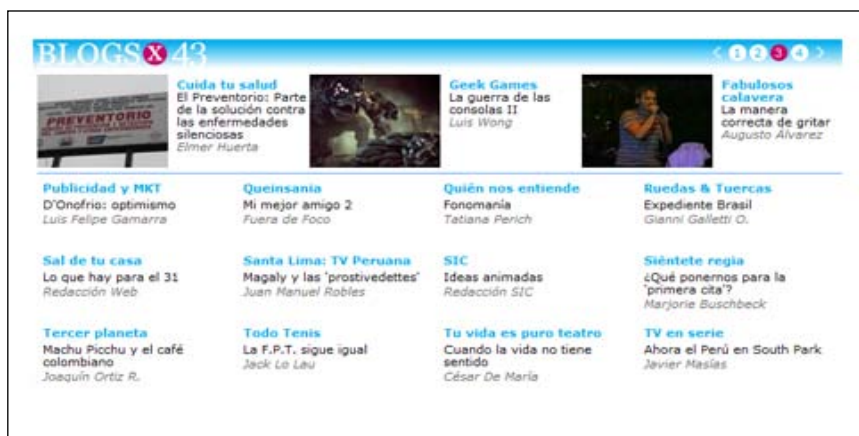 BLOGS X 43
< 1 2 3 4 >
PREVENTORIO
Cuida tu salud
El Preventorio: Parte
de la solución contra
las enfermedades
silenciosas
Elmer Huerta
Geek Games
La guerra de las
consolas II
Luis Wong
Fabulosos
calavera
La manera
correcta de gritar
Augusto Alvarez
Publicidad y MKT
D'Onofrio: optimismo
Luis Felipe Gamarra
Queinsania
Mi mejor amigo 2
Fuera de Foco
Quién nos entiende
Fonomanía
Tatiana Perich
Ruedas & Tuercas
Expediente Brasil
Gianni Galletti O.
Sal de tu casa
Lo que hay para el 31
Redacción Web
Santa Lima: TV Peruana
Magaly y las 'prostivedettes'
Juan Manuel Robles
SIC
Ideas animadas
Redacción SIC
Siéntete regia
¿Qué ponernos para la
'primera cita'?
Marjorie Buschbeck
Tercer planeta
Machu Picchu y el café
colombiano
Joaquín Ortiz R.
Todo Tenis
La F.P.T. sigue igual
Jack Lo Lau
Tu vida es puro teatro
Cuando la vida no tiene
sentido
César De María
TV en serie
Ahora el Perú en South Park
Javier Masías